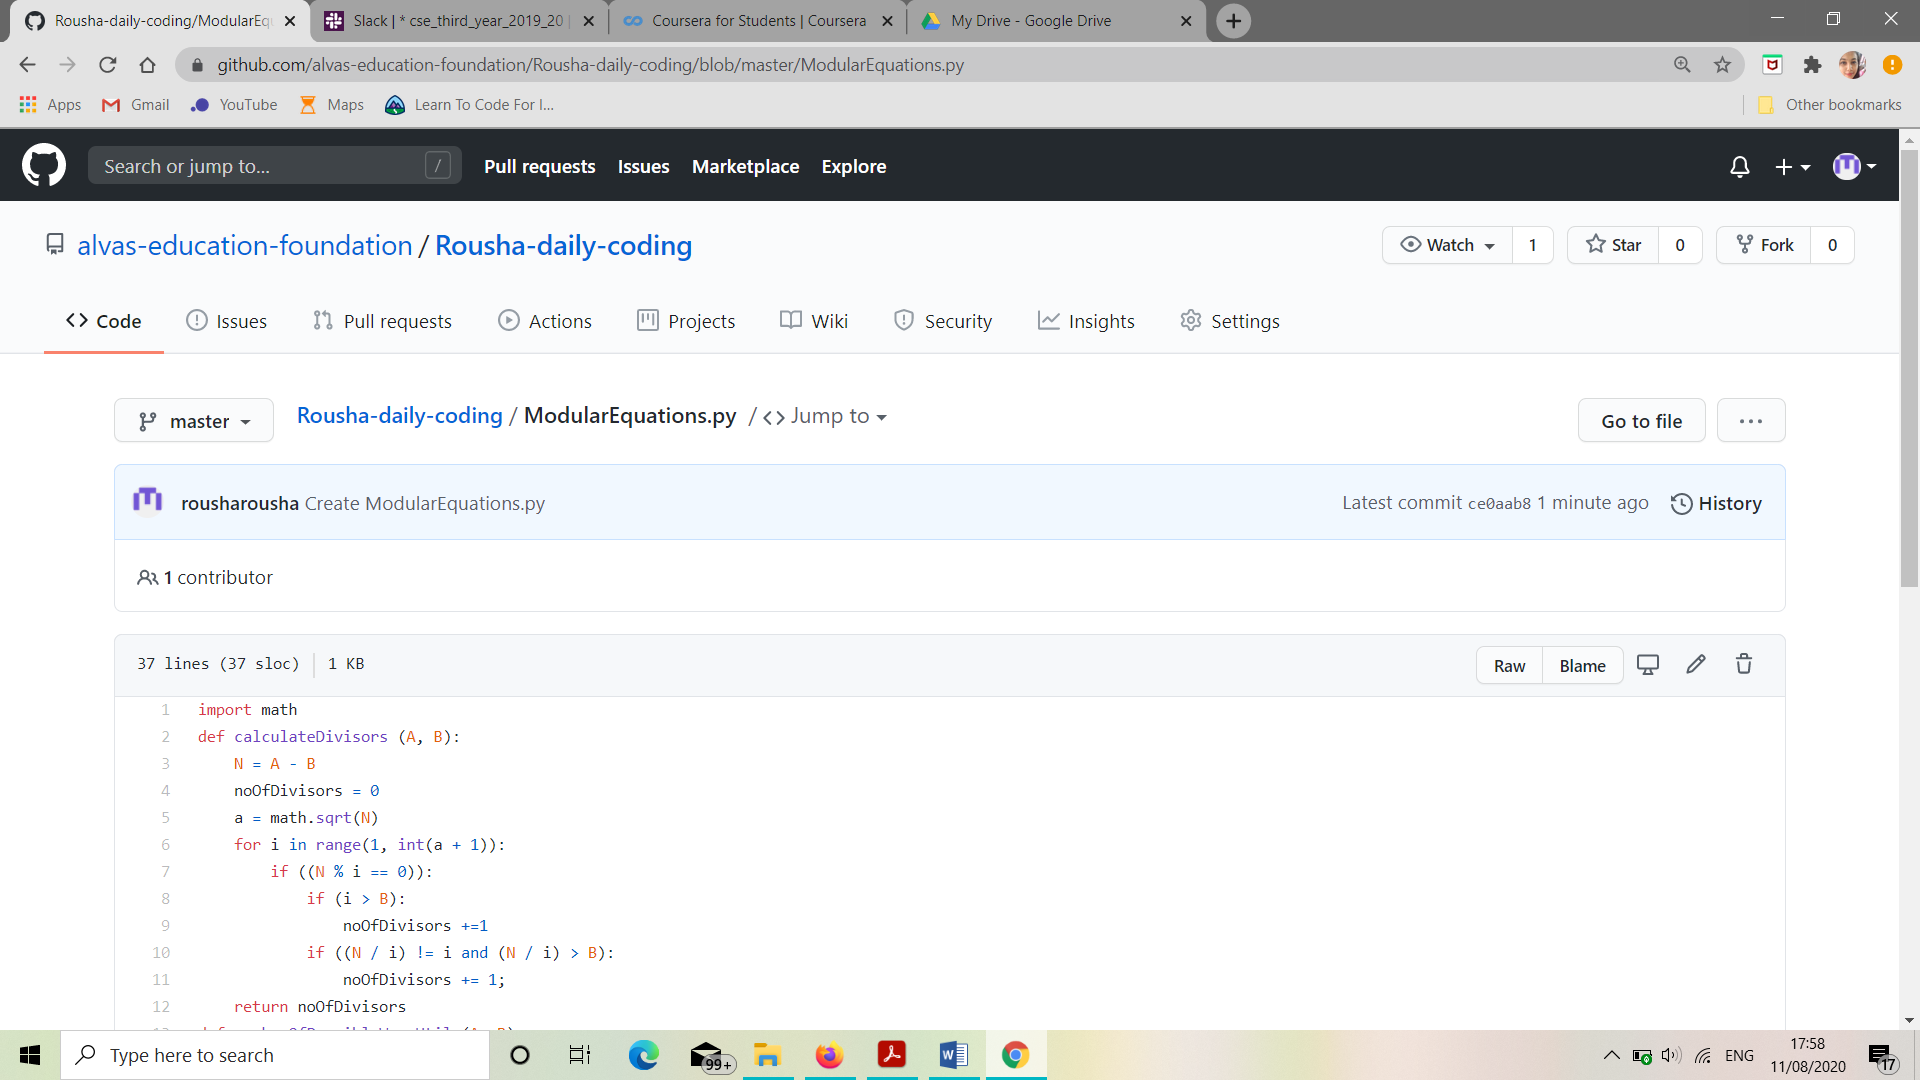 Rousha-daily-coding/ModularEqu
Slack | * cse_third_year_2019_20 |
Coursera for Students | Coursera
My Drive - Google Drive
github.com/alvas-education-foundation/Rousha-daily-coding/blob/master/ModularEquations.py
Apps Gmail YouTube Maps Learn To Code For I... Other bookmarks
Search or jump to... / Pull requests Issues Marketplace Explore
alvas-education-foundation / Rousha-daily-coding Watch 1 Star 0 Fork 0
Code Issues Pull requests Actions Projects Wiki Security Insights Settings
master Rousha-daily-coding / ModularEquations.py / <> Jump to Go to file ...
rousharousha Create ModularEquations.py Latest commit ce0aab8 1 minute ago History
1 contributor
37 lines (37 sloc) | 1 KB Raw Blame
1 import math
2 def calculateDivisors (A, B):
3 N = A - B
4 noOfDivisors = 0
5 a = math.sqrt(N)
6 for i in range(1, int(a + 1)):
7 if ((N % i == 0)):
8 if (i > B):
9 noOfDivisors +=1
10 if ((N / i) != i and (N / i) > B):
11 noOfDivisors += 1;
12 return noOfDivisors
Type here to search 99+ ENG 17:58
11/08/2020 17